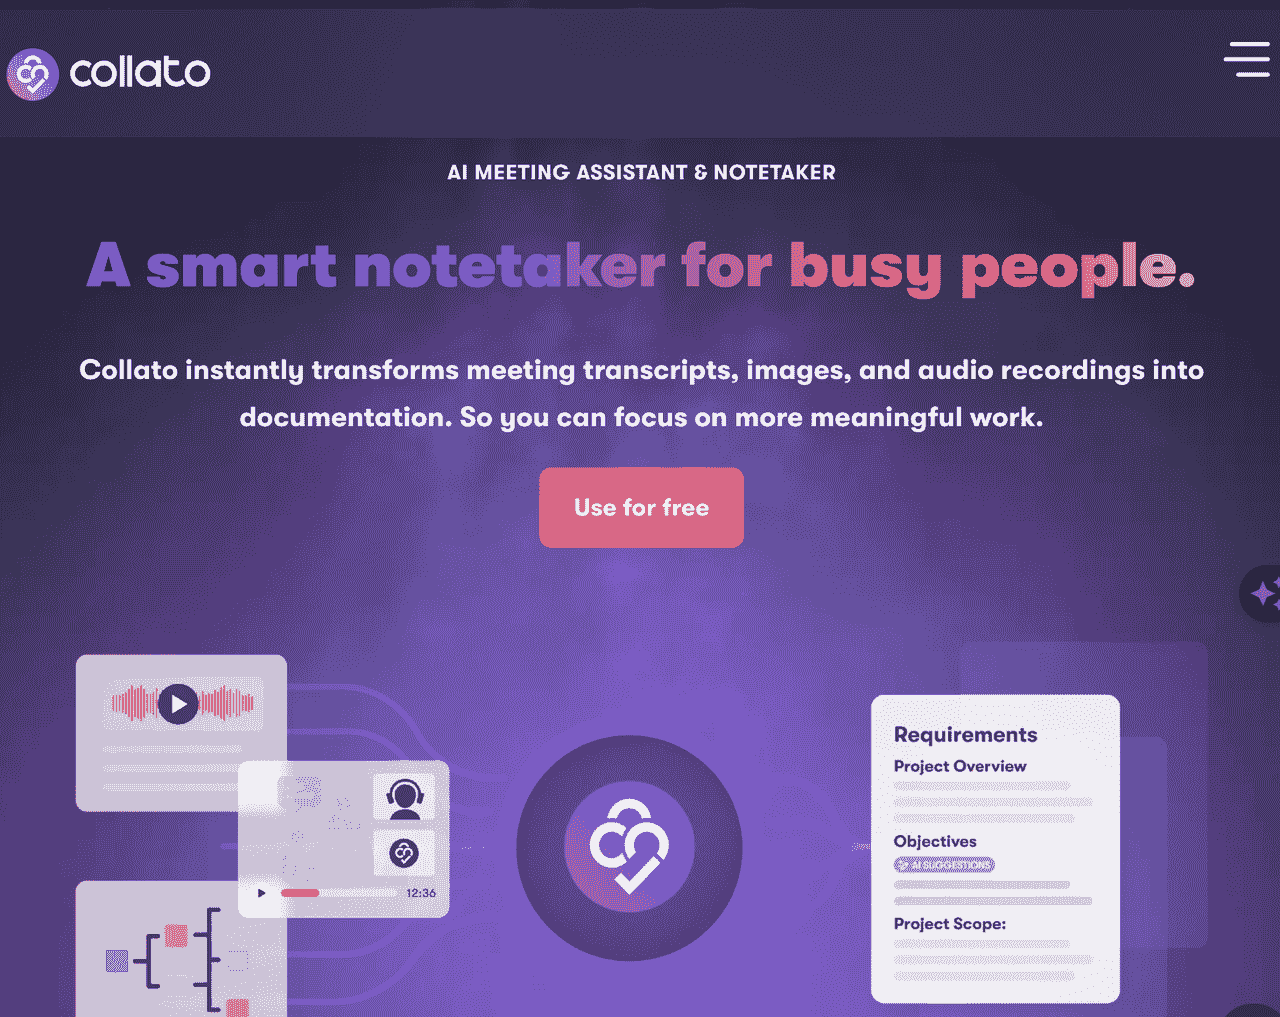 collato
AI MEETING ASSISTANT & NOTETAKER
A smart notetaker for busy people.
Collato instantly transforms meeting transcripts, images, and audio recordings into
documentation. So you can focus on more meaningful work.
Use for free
12:36
Requirements
Project Overview
Objectives
AI SUGGESTIONS
Project Scope: